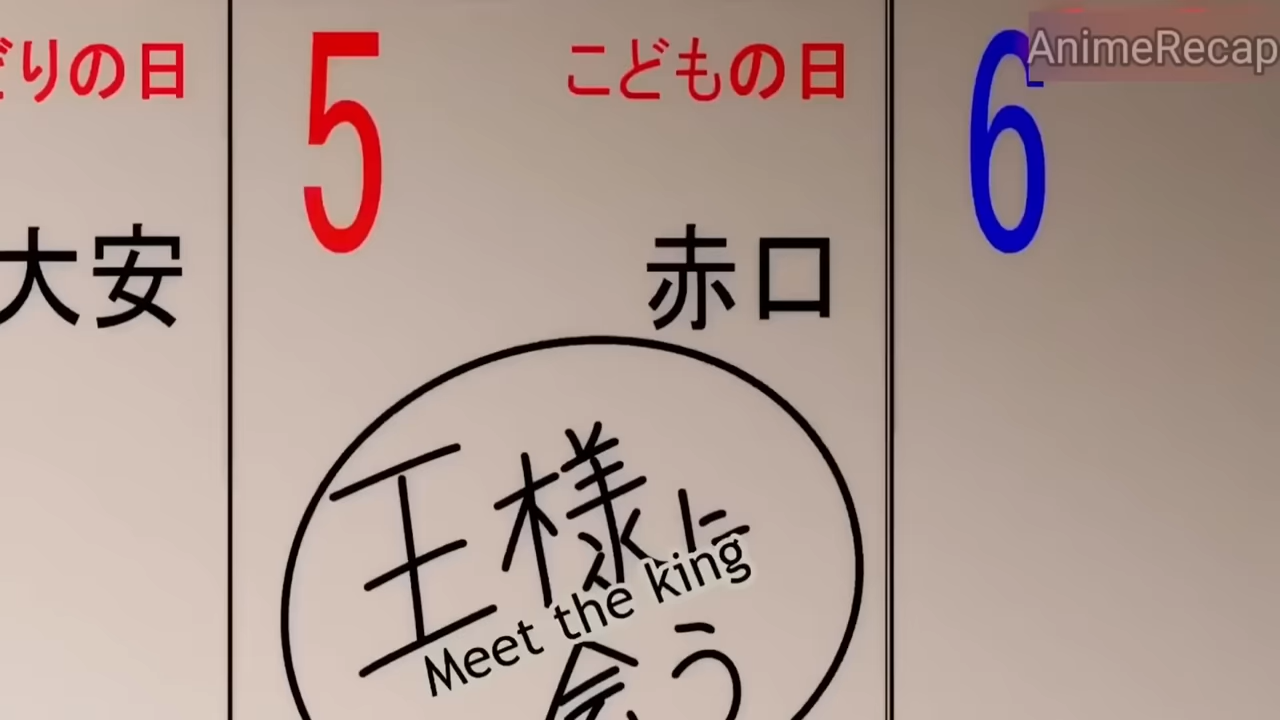 どりの日
5
こどもの日
6
AnimeRecap
大安
赤口
王様に
Meet the king
会う